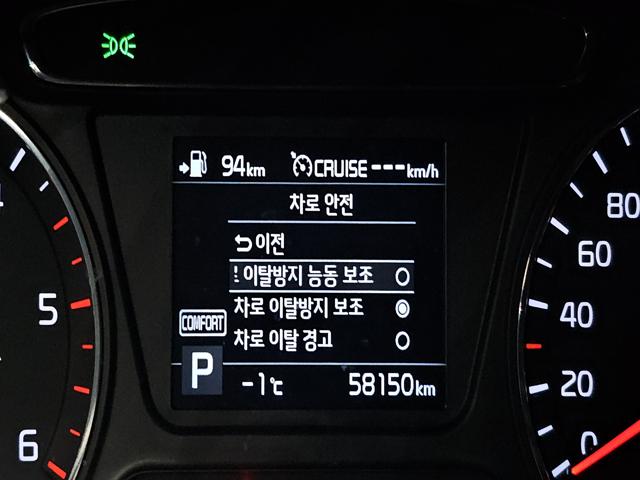 94km CRUISE ---km/h
차로 안전
이전
! 이탈방지 능동 보조
차로 이탈방지 보조
차로 이탈 경고
COMFORT
P
-1℃ 58150km
5
6
80
60
40
20
0